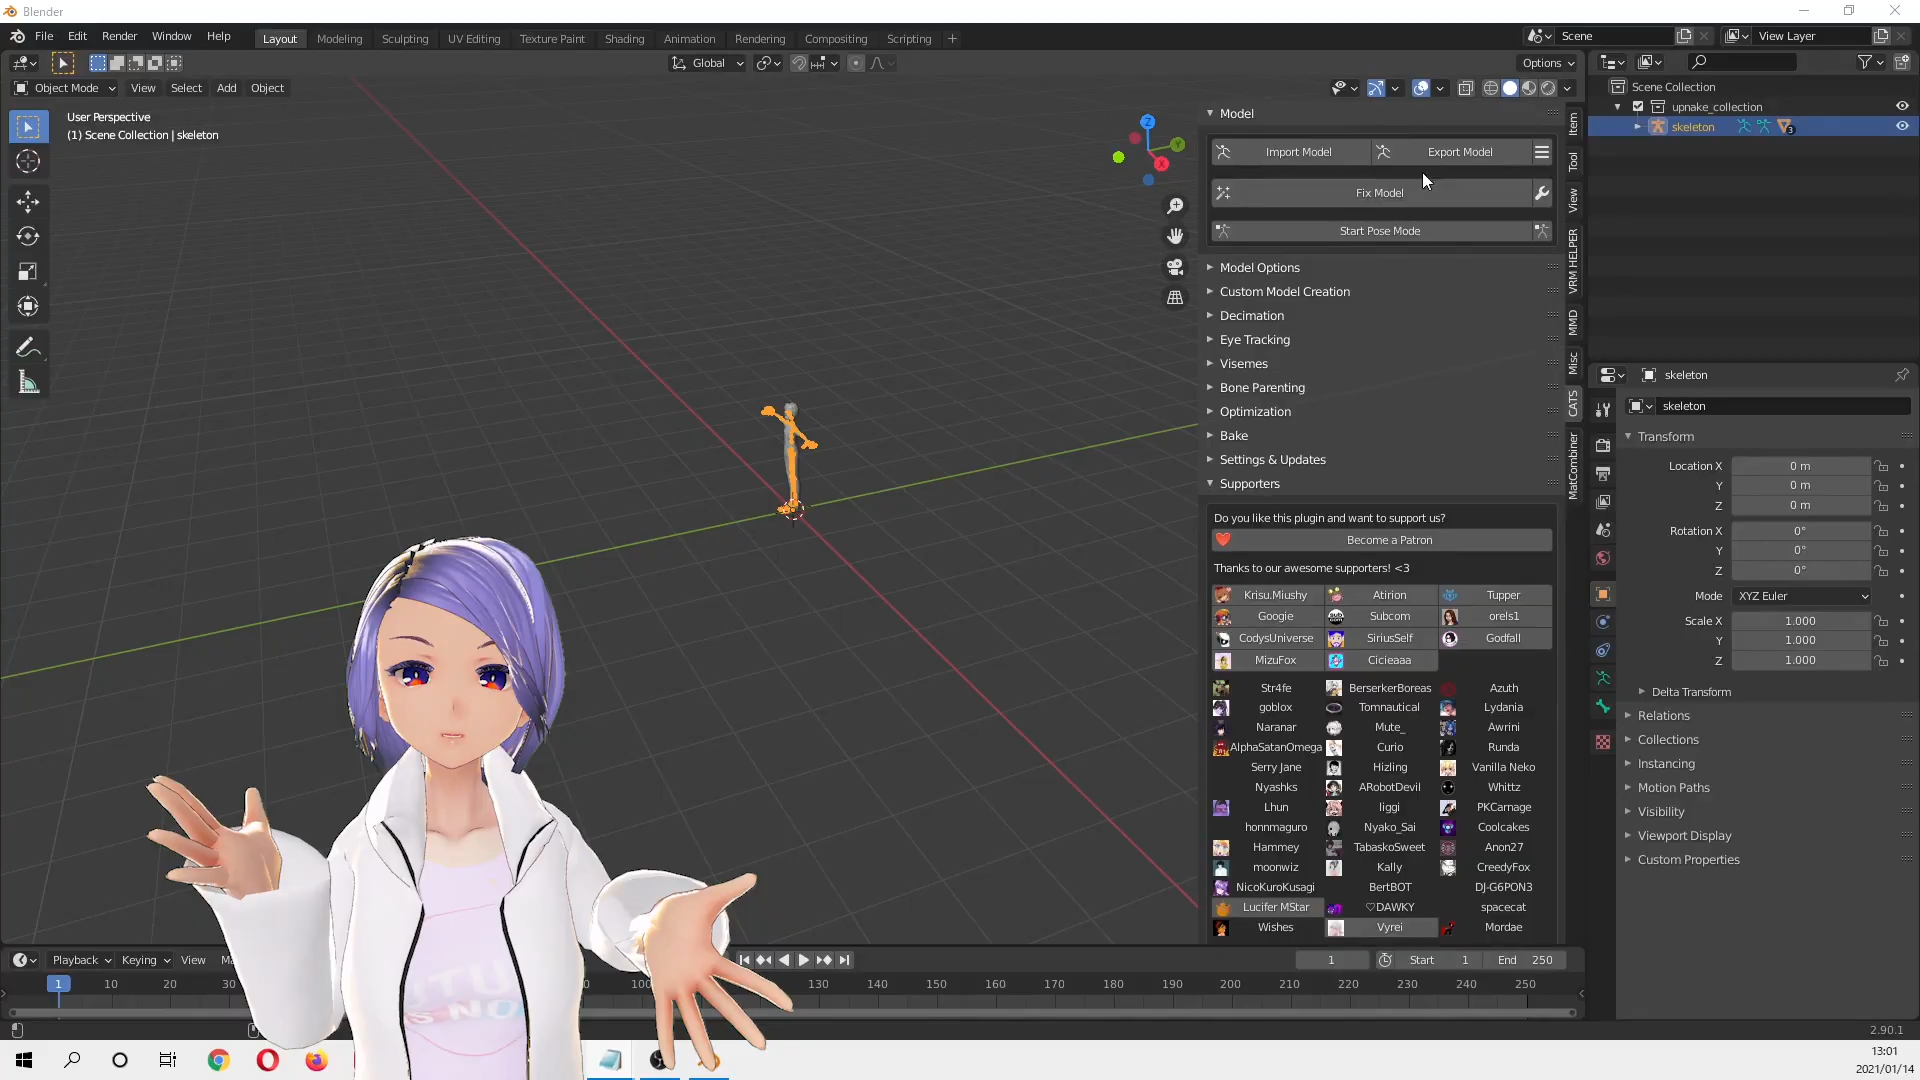 Blender
File Edit Render Window Help Layout Modeling Sculpting UV Editing Texture Paint Shading Animation Rendering Compositing Scripting + Scene View Layer
Global Options
Object Mode View Select Add Object
User Perspective
(1) Scene Collection | skeleton
Z
Y
X
Model
Import Model Export Model
Fix Model
Start Pose Mode
Model Options
Custom Model Creation
Decimation
Eye Tracking
Visemes
Bone Parenting
Optimization
Bake
Settings & Updates
Supporters
Do you like this plugin and want to support us?
Become a Patron
Thanks to our awesome supporters! <3
Krisu.Miushy Atirion Tupper
Googie Subcom orels1
CodysUniverse SiriusSelf Godfall
MizuFox Cicieaaa
Str4fe BerserkerBoreas Azuth
goblox Tomnautical Lydania
Naranar Mute_ Awrini
AlphaSatanOmega Curio Runda
Serry Jane Hizling Vanilla Neko
Nyashks ARobotDevil Whittz
Lhun liggi PKCarnage
honnmaguro Nyako_Sai Coolcakes
Hammey TabaskoSweet Anon27
moonwiz Kally CreedyFox
NicoKuroKusagi BertBOT DJ-G6PON3
Lucifer MStar ♡DAWKY spacecat
Wishes Vyrei Mordae
Item
Tool
View
VRM HELPER
MMD
Misc
CATS
MatCombiner
Scene Collection
upnake_collection
skeleton 3
skeleton
skeleton
Transform
Location X 0 m
Y 0 m
Z 0 m
Rotation X 0°
Y 0°
Z 0°
Mode XYZ Euler
Scale X 1.000
Y 1.000
Z 1.000
Delta Transform
Relations
Collections
Instancing
Motion Paths
Visibility
Viewport Display
Custom Properties
Playback Keying View 1 Start 1 End 250
1 10 20 30 130 140 150 160 170 180 190 200 210 220 230 240 250
2.90.1
13:01
2021/01/14